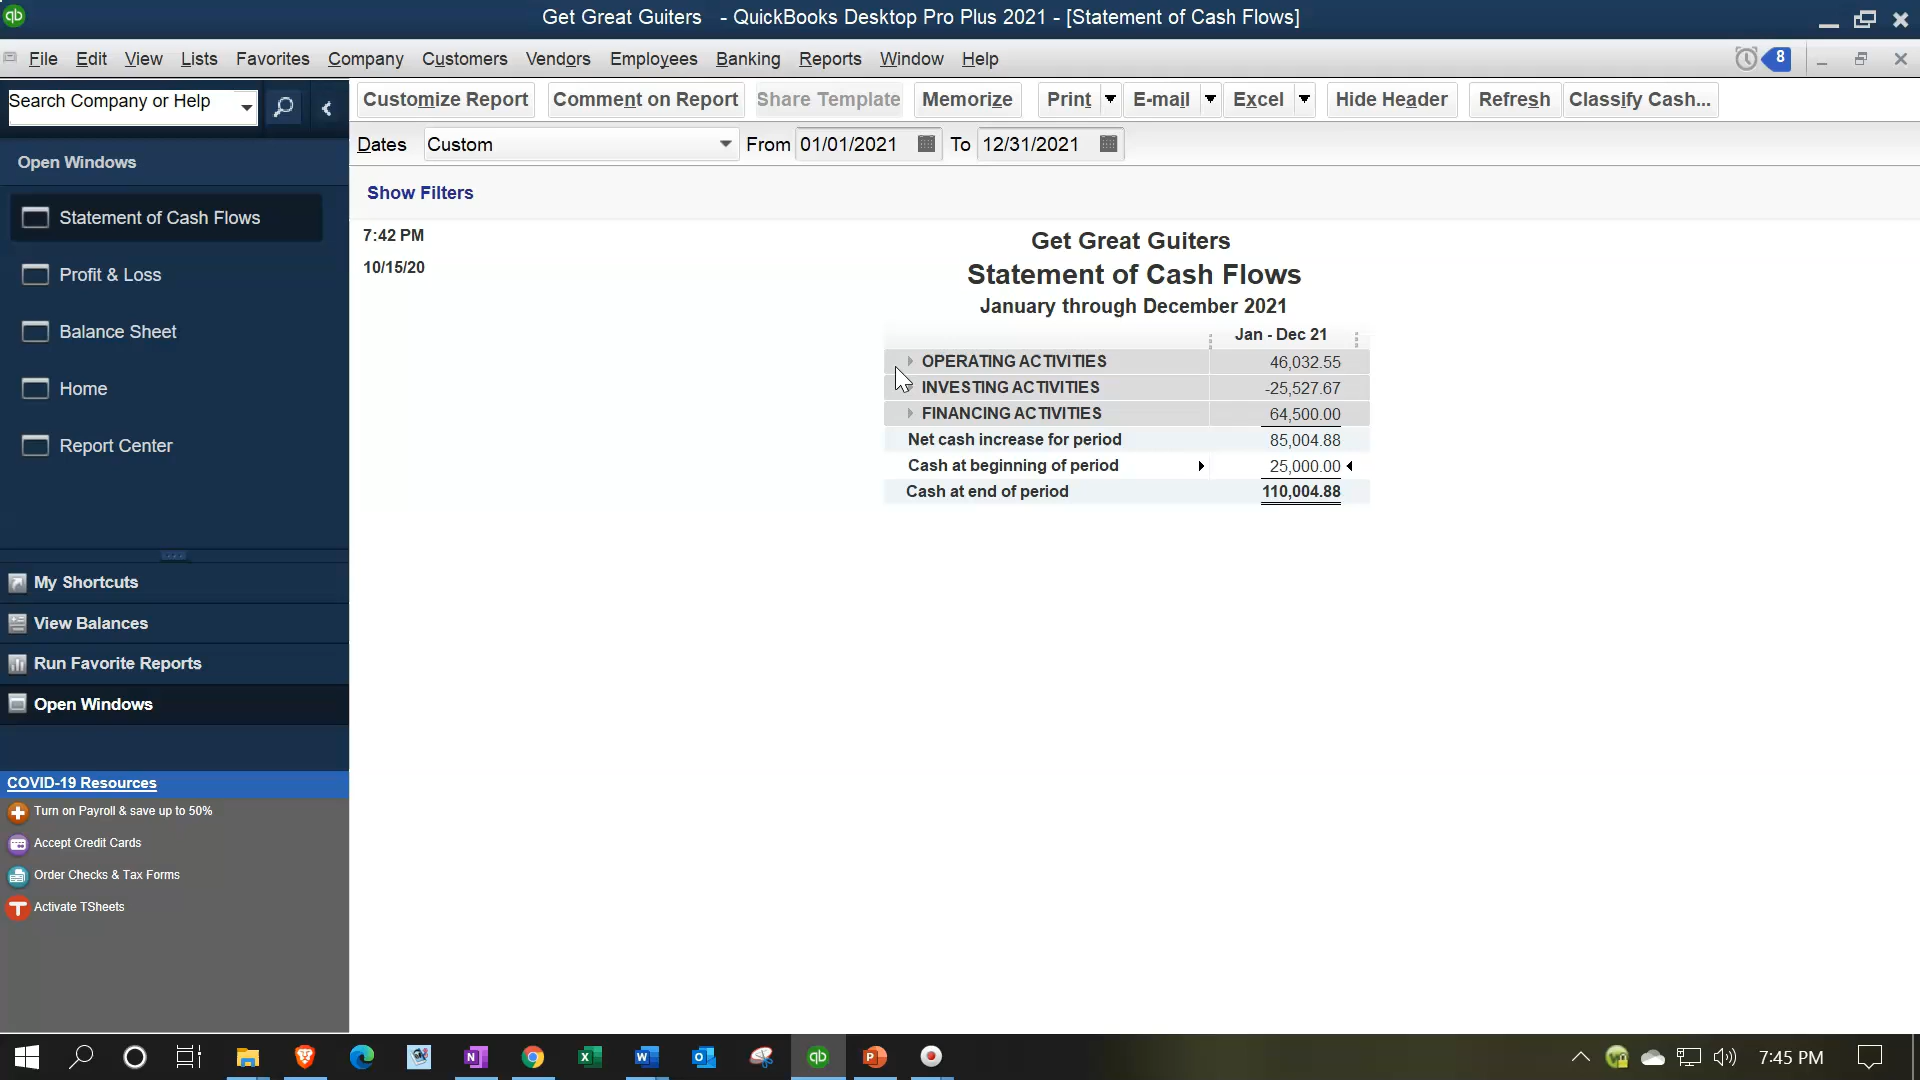 qb Get Great Guiters - QuickBooks Desktop Pro Plus 2021 - [Statement of Cash Flows]
File Edit View Lists Favorites Company Customers Vendors Employees Banking Reports Window Help 8
Search Company or Help
Customize Report Comment on Report Share Template Memorize Print E-mail Excel Hide Header Refresh Classify Cash...
Dates Custom From 01/01/2021 To 12/31/2021
Show Filters
Open Windows
Statement of Cash Flows
Profit & Loss
Balance Sheet
Home
Report Center
My Shortcuts
View Balances
Run Favorite Reports
Open Windows
COVID-19 Resources
Turn on Payroll & save up to 50%
Accept Credit Cards
Order Checks & Tax Forms
Activate TSheets
7:42 PM
10/15/20
Get Great Guiters
Statement of Cash Flows
January through December 2021
Jan - Dec 21
OPERATING ACTIVITIES 46,032.55
INVESTING ACTIVITIES -25,527.67
FINANCING ACTIVITIES 64,500.00
Net cash increase for period 85,004.88
Cash at beginning of period 25,000.00
Cash at end of period 110,004.88
7:45 PM